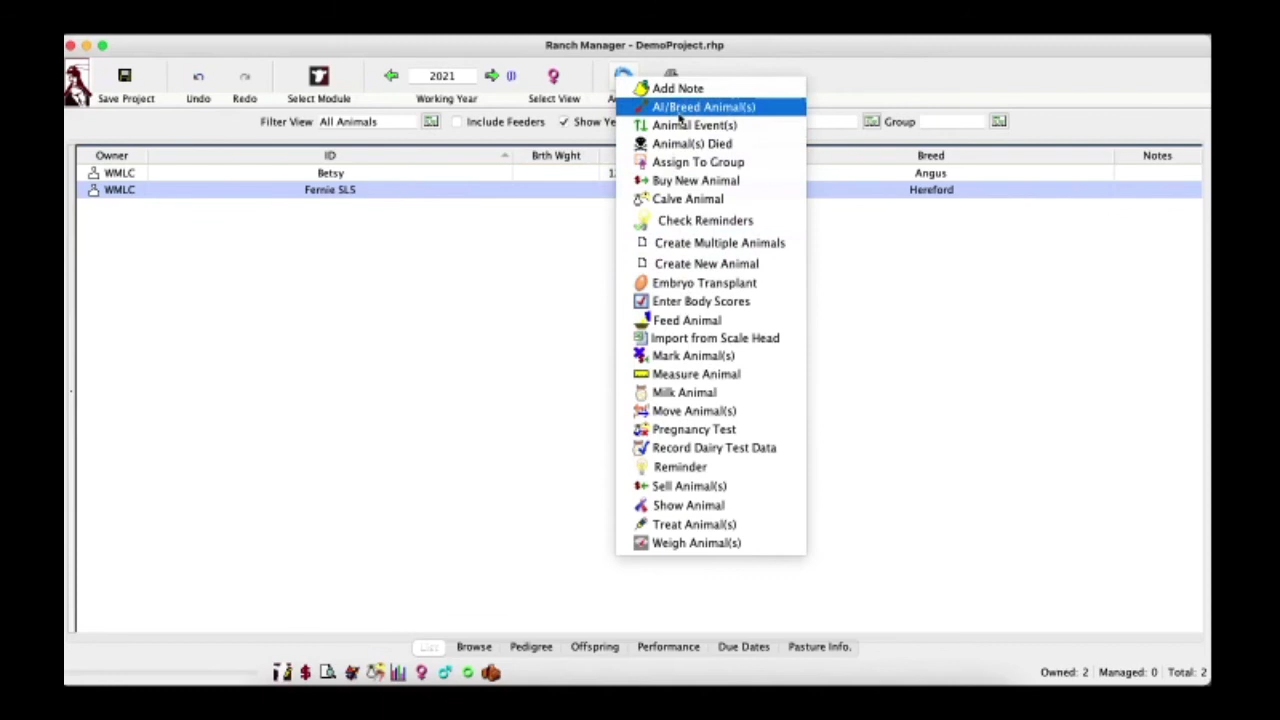 Ranch Manager - DemoProject.rhp
2021
Save Project Undo Redo Select Module Working Year Select View
Filter View All Animals Include Feeders Show Ye Group
Owner ID Brth Wght Breed Notes
WMLC Betsy Angus
WMLC Fernie SLS Hereford
Add Note
AI/Breed Animal(s)
Animal Event(s)
Animal(s) Died
Assign To Group
Buy New Animal
Calve Animal
Check Reminders
Create Multiple Animals
Create New Animal
Embryo Transplant
Enter Body Scores
Feed Animal
Import from Scale Head
Mark Animal(s)
Measure Animal
Milk Animal
Move Animal(s)
Pregnancy Test
Record Dairy Test Data
Reminder
Sell Animal(s)
Show Animal
Treat Animal(s)
Weigh Animal(s)
List Browse Pedigree Offspring Performance Due Dates Pasture Info.
Owned: 2 Managed: 0 Total: 2